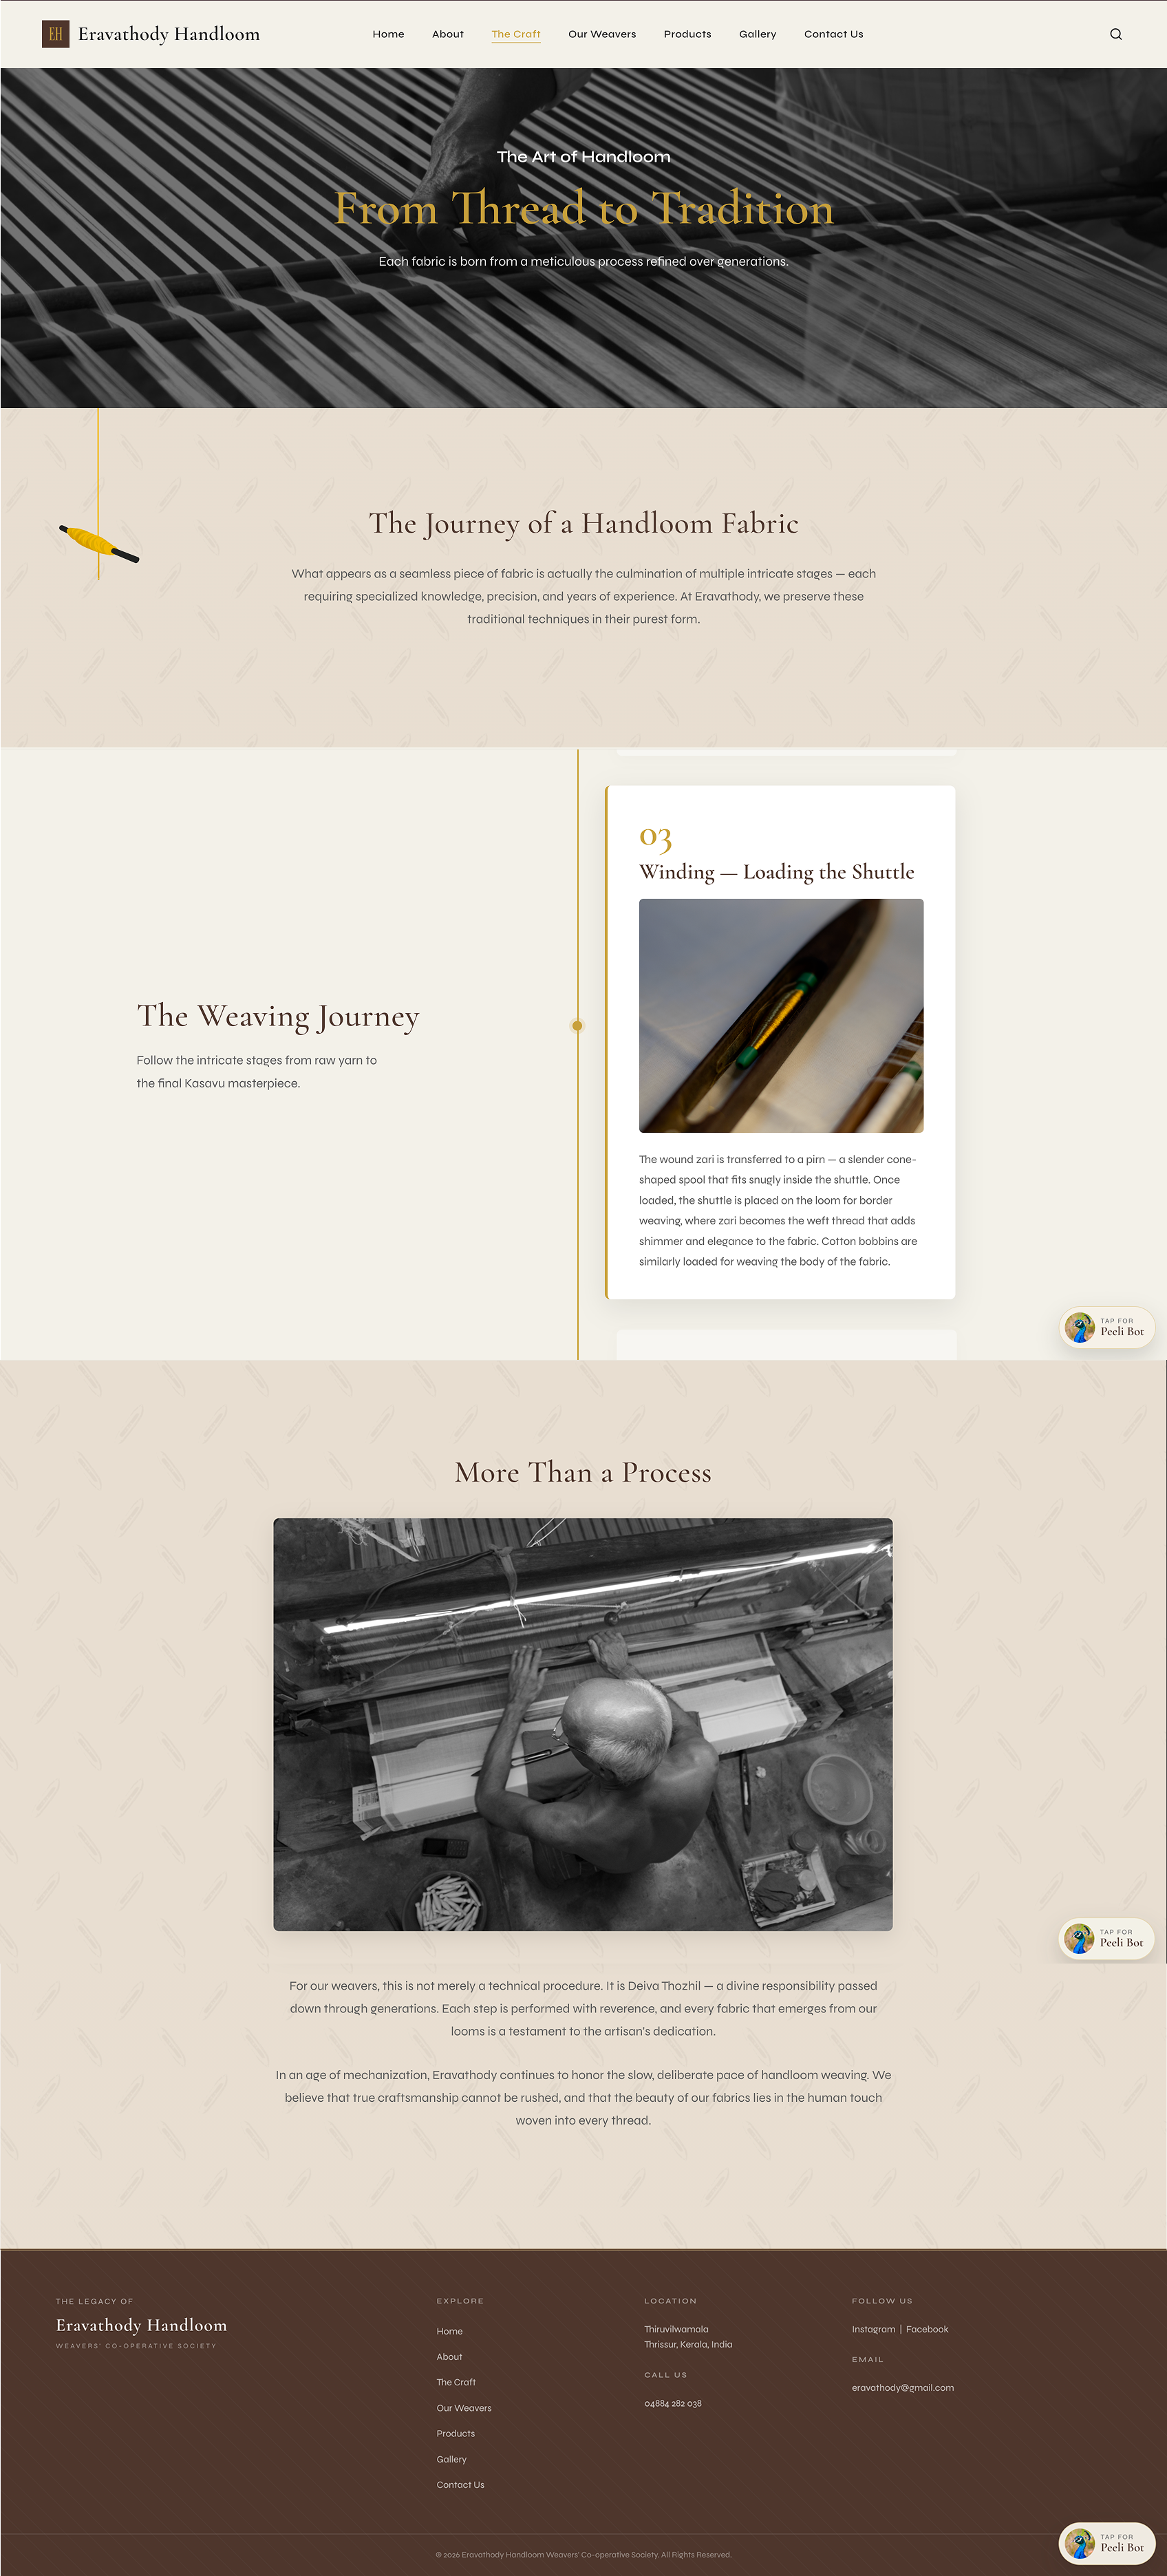 EH
Eravathody Handloom
Home
About
The Craft
Our Weavers
Products
Gallery
Contact Us
The Art of Handloom
From Thread to Tradition
Each fabric is born from a meticulous process refined over generations.
The Journey of a Handloom Fabric
What appears as a seamless piece of fabric is actually the culmination of multiple intricate stages — each
requiring specialized knowledge, precision, and years of experience. At Eravathody, we preserve these
traditional techniques in their purest form.
The Weaving Journey
Follow the intricate stages from raw yarn to
the final Kasavu masterpiece.
03
Winding — Loading the Shuttle
The wound zari is transferred to a pirn — a slender cone-
shaped spool that fits snugly inside the shuttle. Once
loaded, the shuttle is placed on the loom for border
weaving, where zari becomes the weft thread that adds
shimmer and elegance to the fabric. Cotton bobbins are
similarly loaded for weaving the body of the fabric.
TAP FOR
Peeli Bot
More Than a Process
TAP FOR
Peeli Bot
For our weavers, this is not merely a technical procedure. It is Deiva Thozhil — a divine responsibility passed
down through generations. Each step is performed with reverence, and every fabric that emerges from our
looms is a testament to the artisan's dedication.
In an age of mechanization, Eravathody continues to honor the slow, deliberate pace of handloom weaving. We
believe that true craftsmanship cannot be rushed, and that the beauty of our fabrics lies in the human touch
woven into every thread.
THE LEGACY OF
Eravathody Handloom
WEAVERS' CO-OPERATIVE SOCIETY
EXPLORE
Home
About
The Craft
Our Weavers
Products
Gallery
Contact Us
LOCATION
Thiruvilwamala
Thrissur, Kerala, India
CALL US
04884 282 038
FOLLOW US
Instagram | Facebook
EMAIL
eravathody@gmail.com
TAP FOR
Peeli Bot
© 2026 Eravathody Handloom Weavers' Co-operative Society. All Rights Reserved.